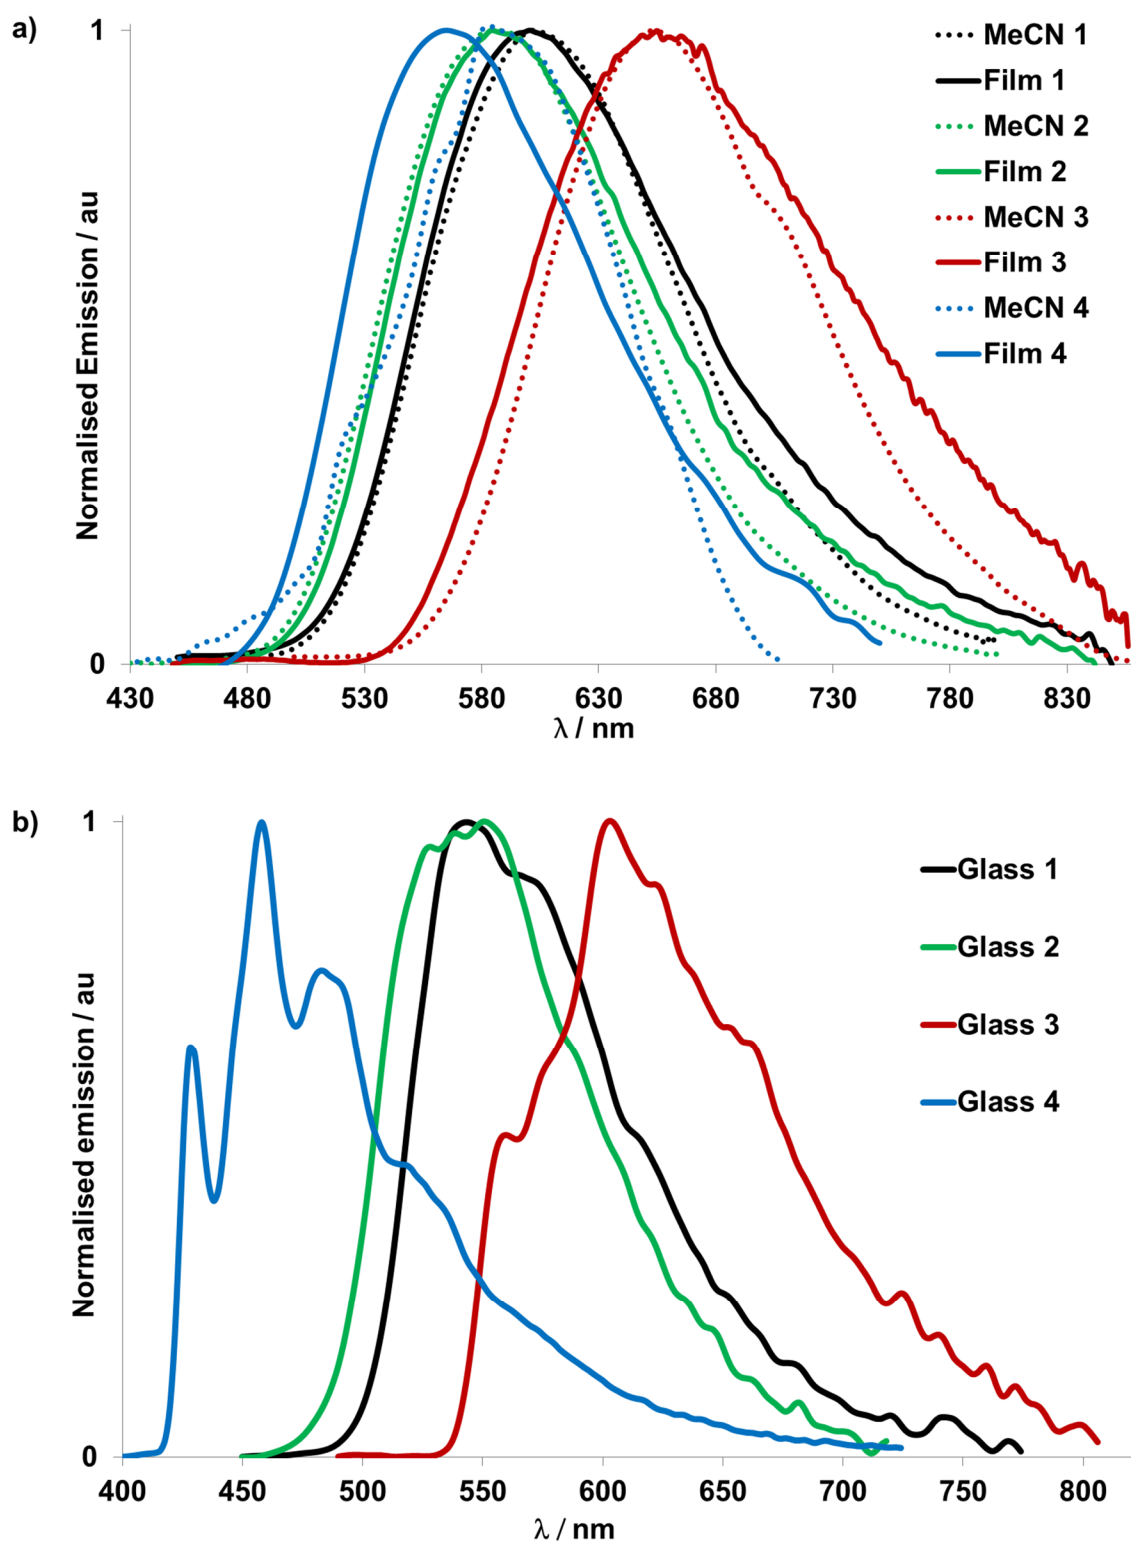 a)
1
0
Normalised Emission / au
430 480 530 580 630 680 730 780 830
λ / nm
MeCN 1
Film 1
MeCN 2
Film 2
MeCN 3
Film 3
MeCN 4
Film 4
b)
1
0
Normalised emission / au
400 450 500 550 600 650 700 750 800
λ / nm
Glass 1
Glass 2
Glass 3
Glass 4